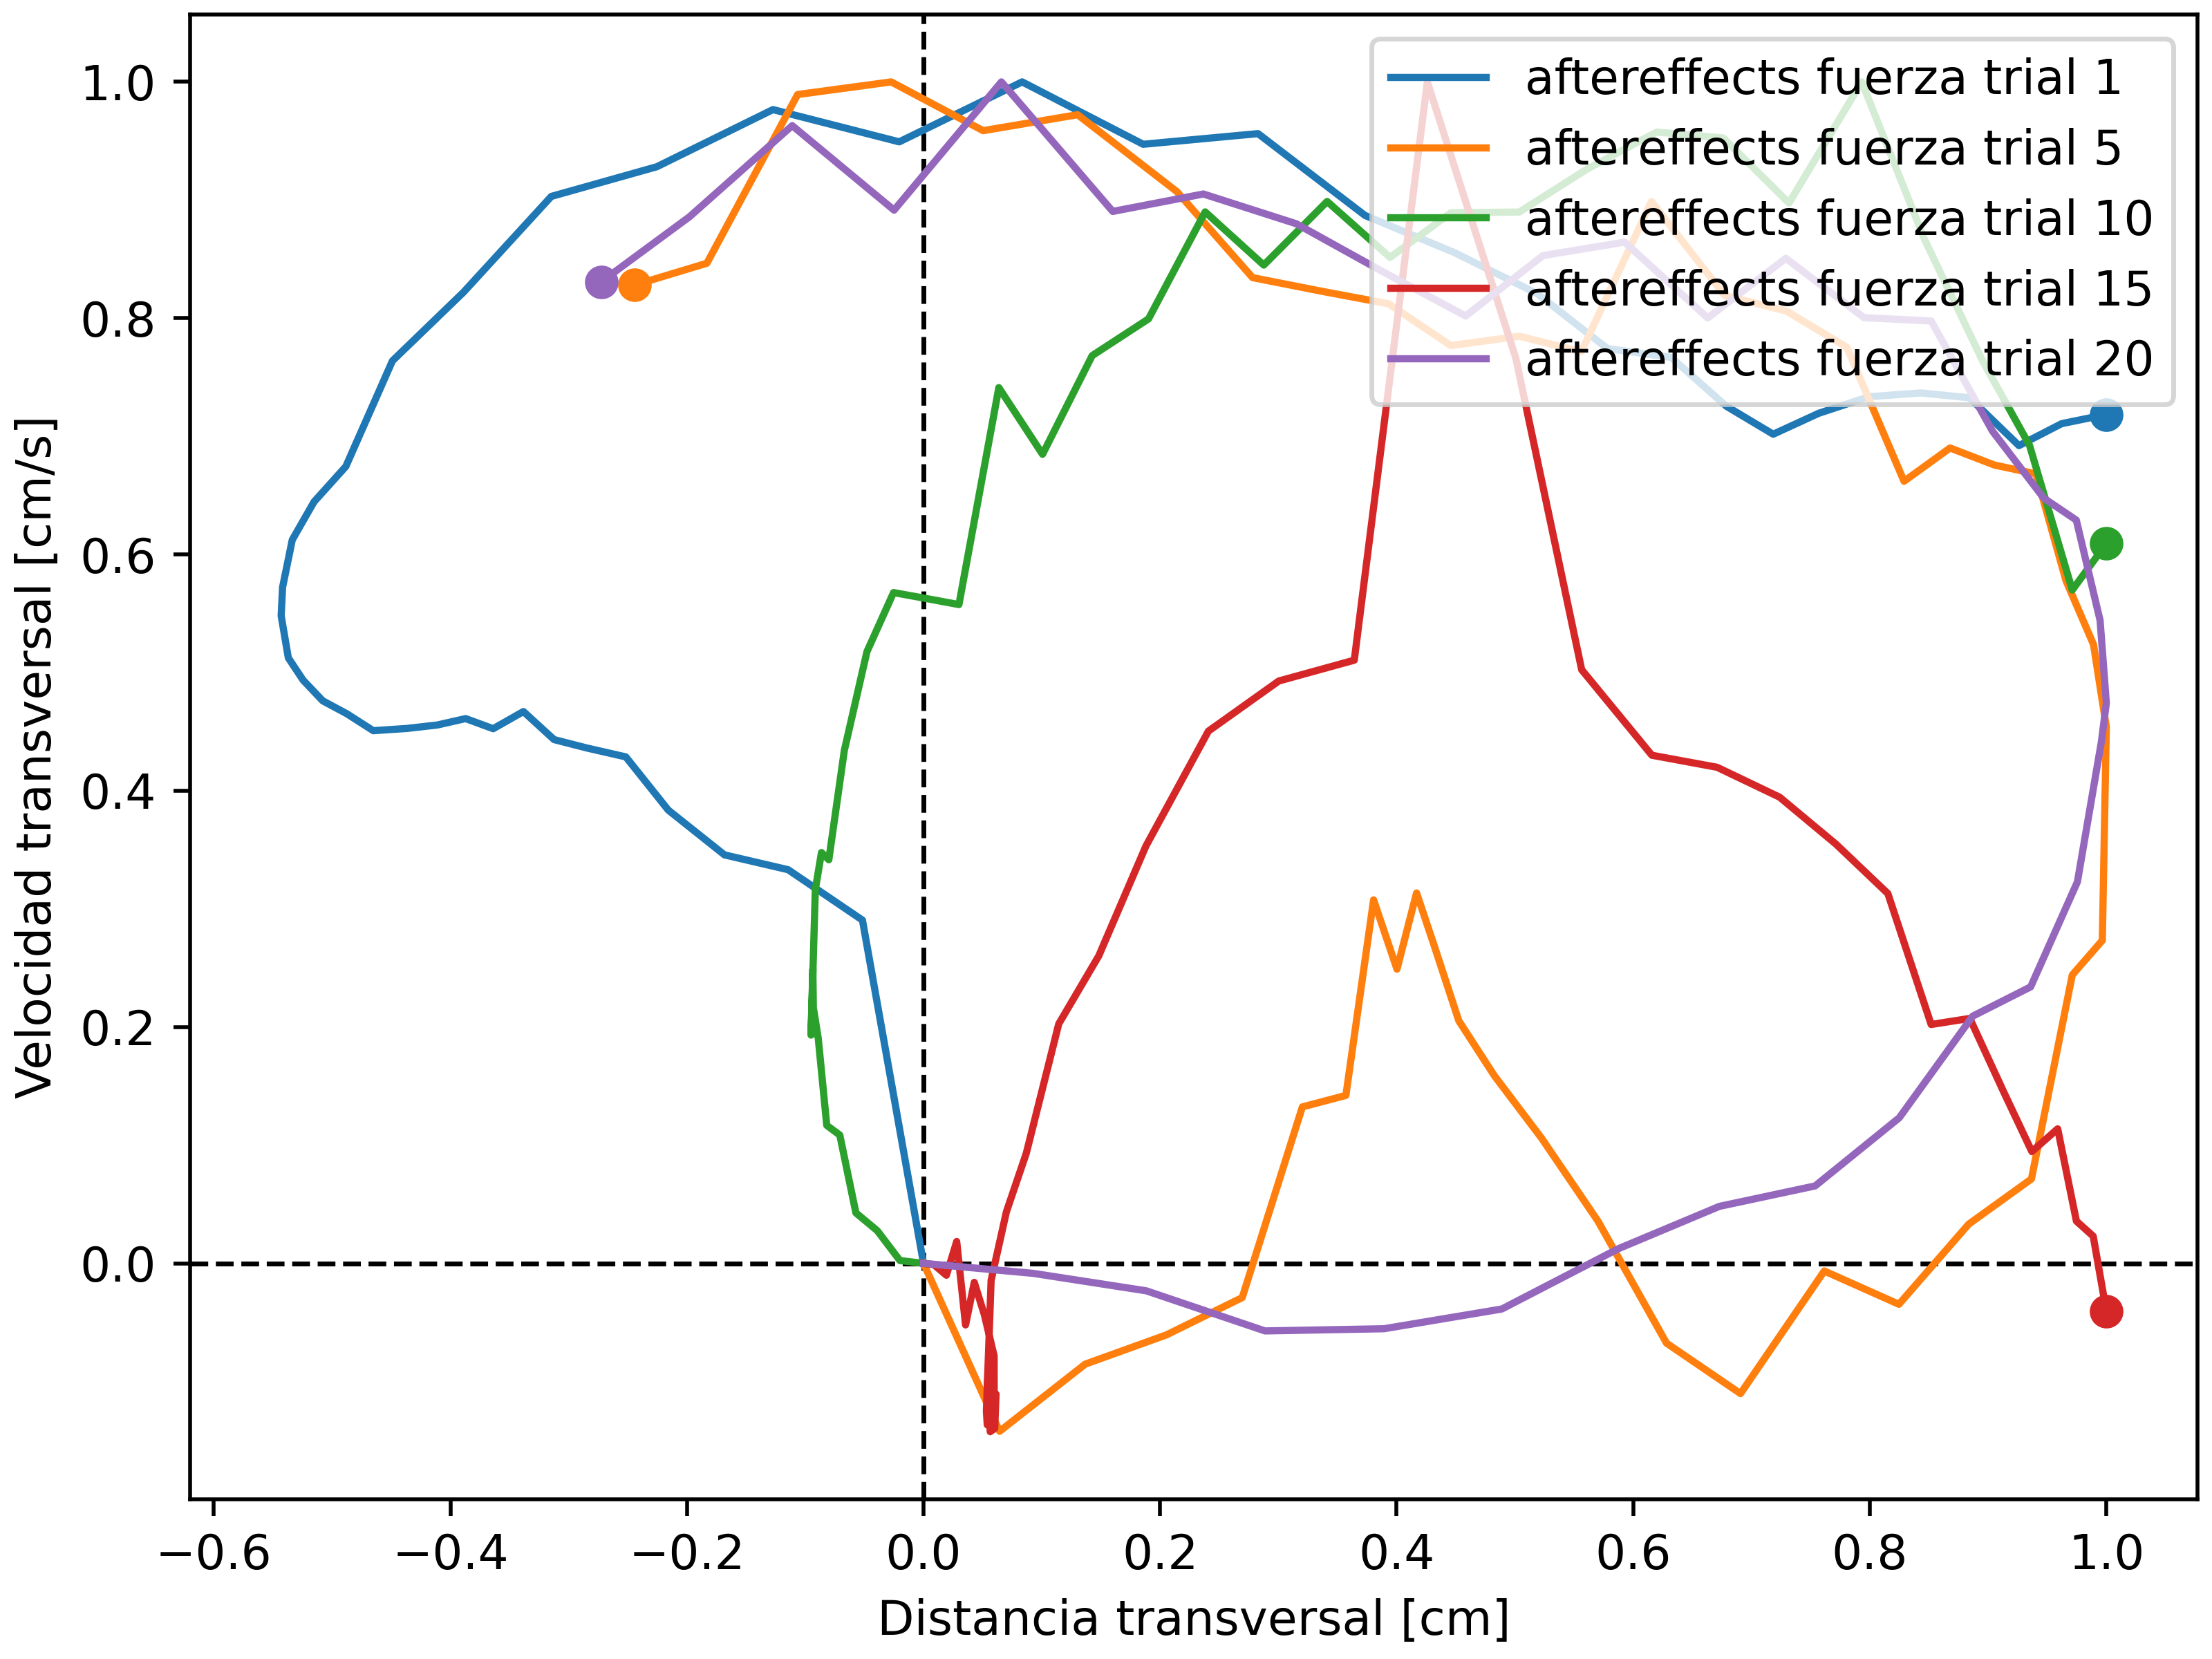 aftereffects fuerza trial 1
aftereffects fuerza trial 5
aftereffects fuerza trial 10
aftereffects fuerza trial 15
aftereffects fuerza trial 20
Velocidad transversal [cm/s]
1.0
0.8
0.6
0.4
0.2
0.0
−0.6 −0.4 −0.2 0.0 0.2 0.4 0.6 0.8 1.0
Distancia transversal [cm]